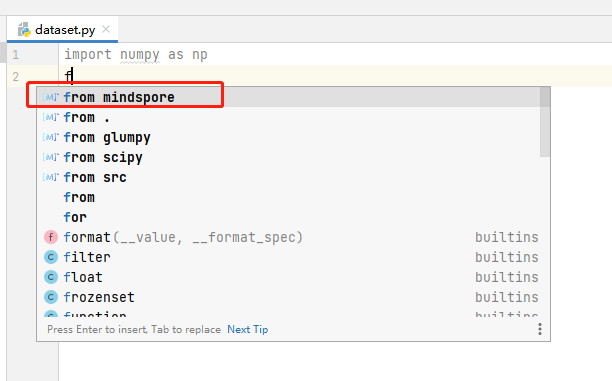 dataset.py
1 import numpy as np
2 f
[M]* from mindspore
[M]* from .
[M]* from glumpy
[M]* from scipy
[M]* from src
from
for
f format(__value, __format_spec) builtins
C filter builtins
C float builtins
C frozenset builtins
C function builtins
Press Enter to insert, Tab to replace Next Tip